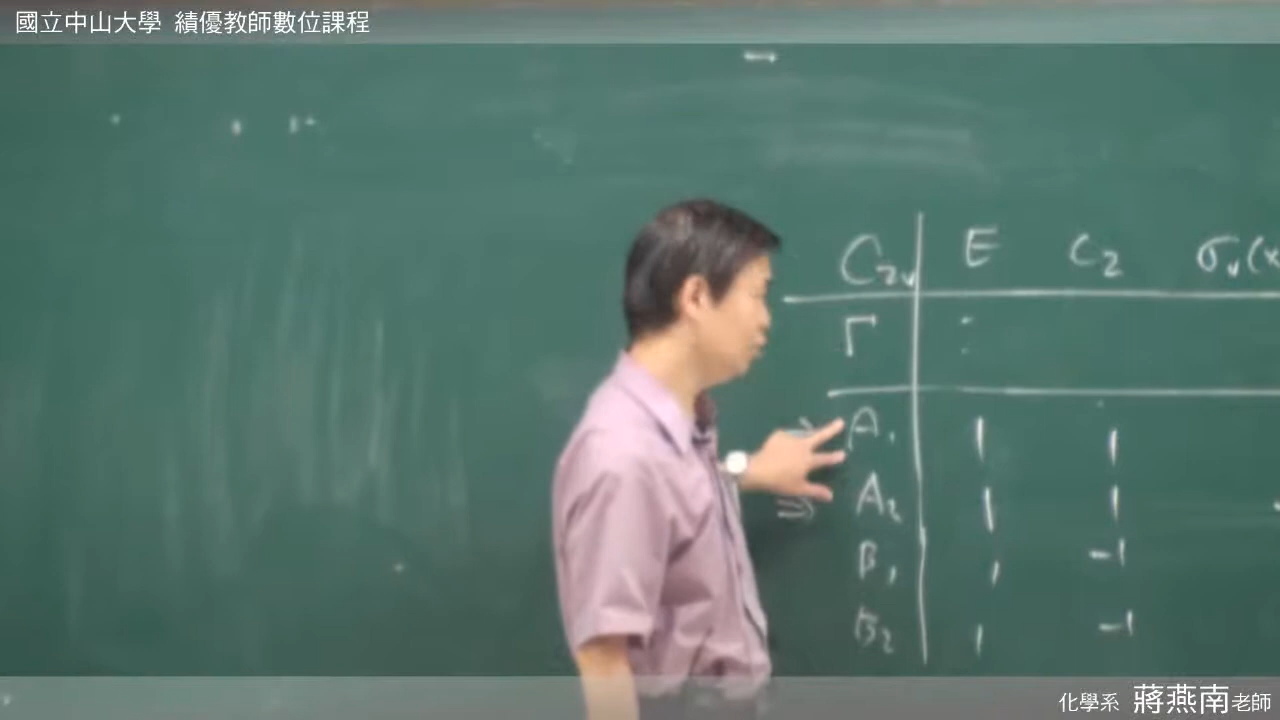 國立中山大學 績優教師數位課程
C₂ᵥ E C₂ σᵥ(x
Γ :
⇒ A₁ 1 1
⇒ A₂ 1 1
B₁ 1 -1
B₂ 1 -1
化學系 蔣燕南老師